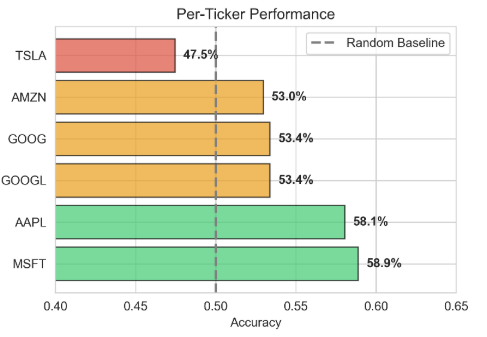 Per-Ticker Performance
Random Baseline
TSLA 47.5%
AMZN 53.0%
GOOG 53.4%
GOOGL 53.4%
AAPL 58.1%
MSFT 58.9%
0.40 0.45 0.50 0.55 0.60 0.65
Accuracy